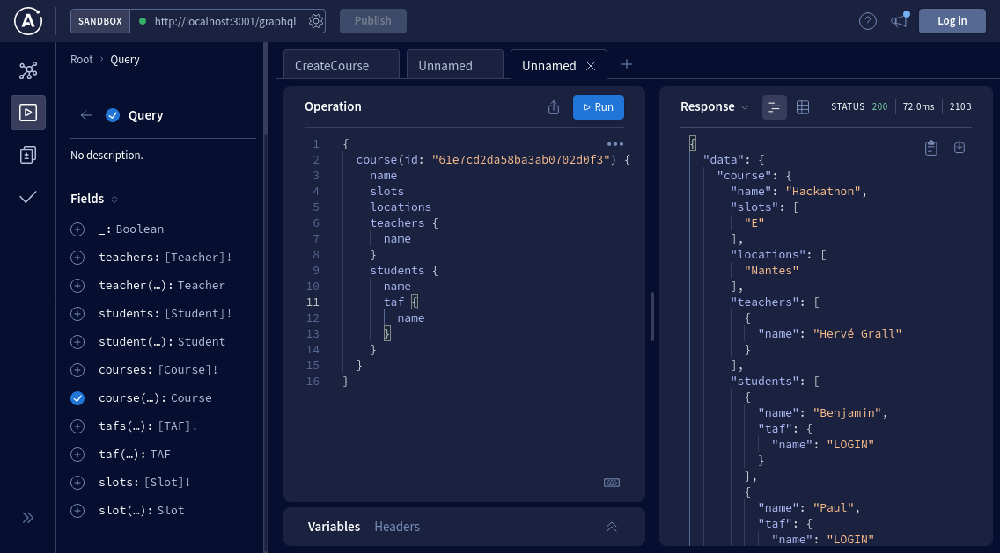 SANDBOX
http://localhost:3001/graphql
Publish
Log in
Root › Query
Query
No description.
Fields
_: Boolean
teachers: [Teacher]!
teacher(…): Teacher
students: [Student]!
student(…): Student
courses: [Course]!
course(…): Course
tafs(…): [TAF]!
taf(…): TAF
slots: [Slot]!
slot(…): Slot
CreateCourse
Unnamed
Unnamed
Operation
Run
1 {
2 course(id: "61e7cd2da58ba3ab0702d0f3") {
3 name
4 slots
5 locations
6 teachers {
7 name
8 }
9 students {
10 name
11 taf {
12 name
13 }
14 }
15 }
16 }
Variables
Headers
Response
STATUS 200
72.0ms
210B
{
"data": {
"course": {
"name": "Hackathon",
"slots": [
"E"
],
"locations": [
"Nantes"
],
"teachers": [
{
"name": "Hervé Grall"
}
],
"students": [
{
"name": "Benjamin",
"taf": {
"name": "LOGIN"
}
},
{
"name": "Paul",
"taf": {
"name": "LOGIN"